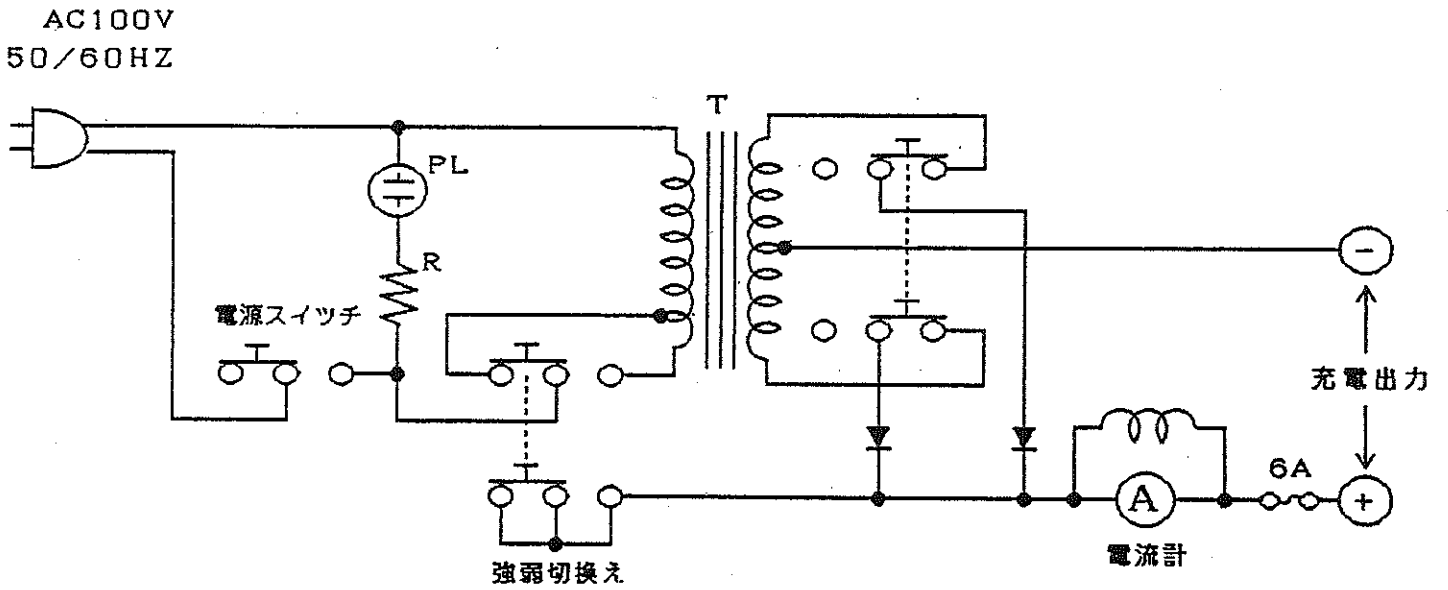 AC100V
50/60HZ
T
PL
R
電源スイッチ
−
充電出力
6A
A
+
電流計
強弱切換え